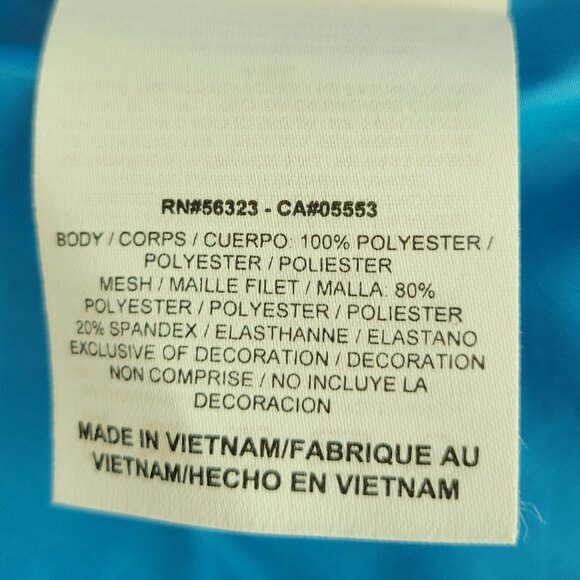 RN#56323 - CA#05553
BODY / CORPS / CUERPO: 100% POLYESTER /
POLYESTER / POLIESTER
MESH / MAILLE FILET / MALLA: 80%
POLYESTER / POLYESTER / POLIESTER
20% SPANDEX / ELASTHANNE / ELASTANO
EXCLUSIVE OF DECORATION / DECORATION
NON COMPRISE / NO INCLUYE LA
DECORACION
MADE IN VIETNAM/FABRIQUE AU
VIETNAM/HECHO EN VIETNAM